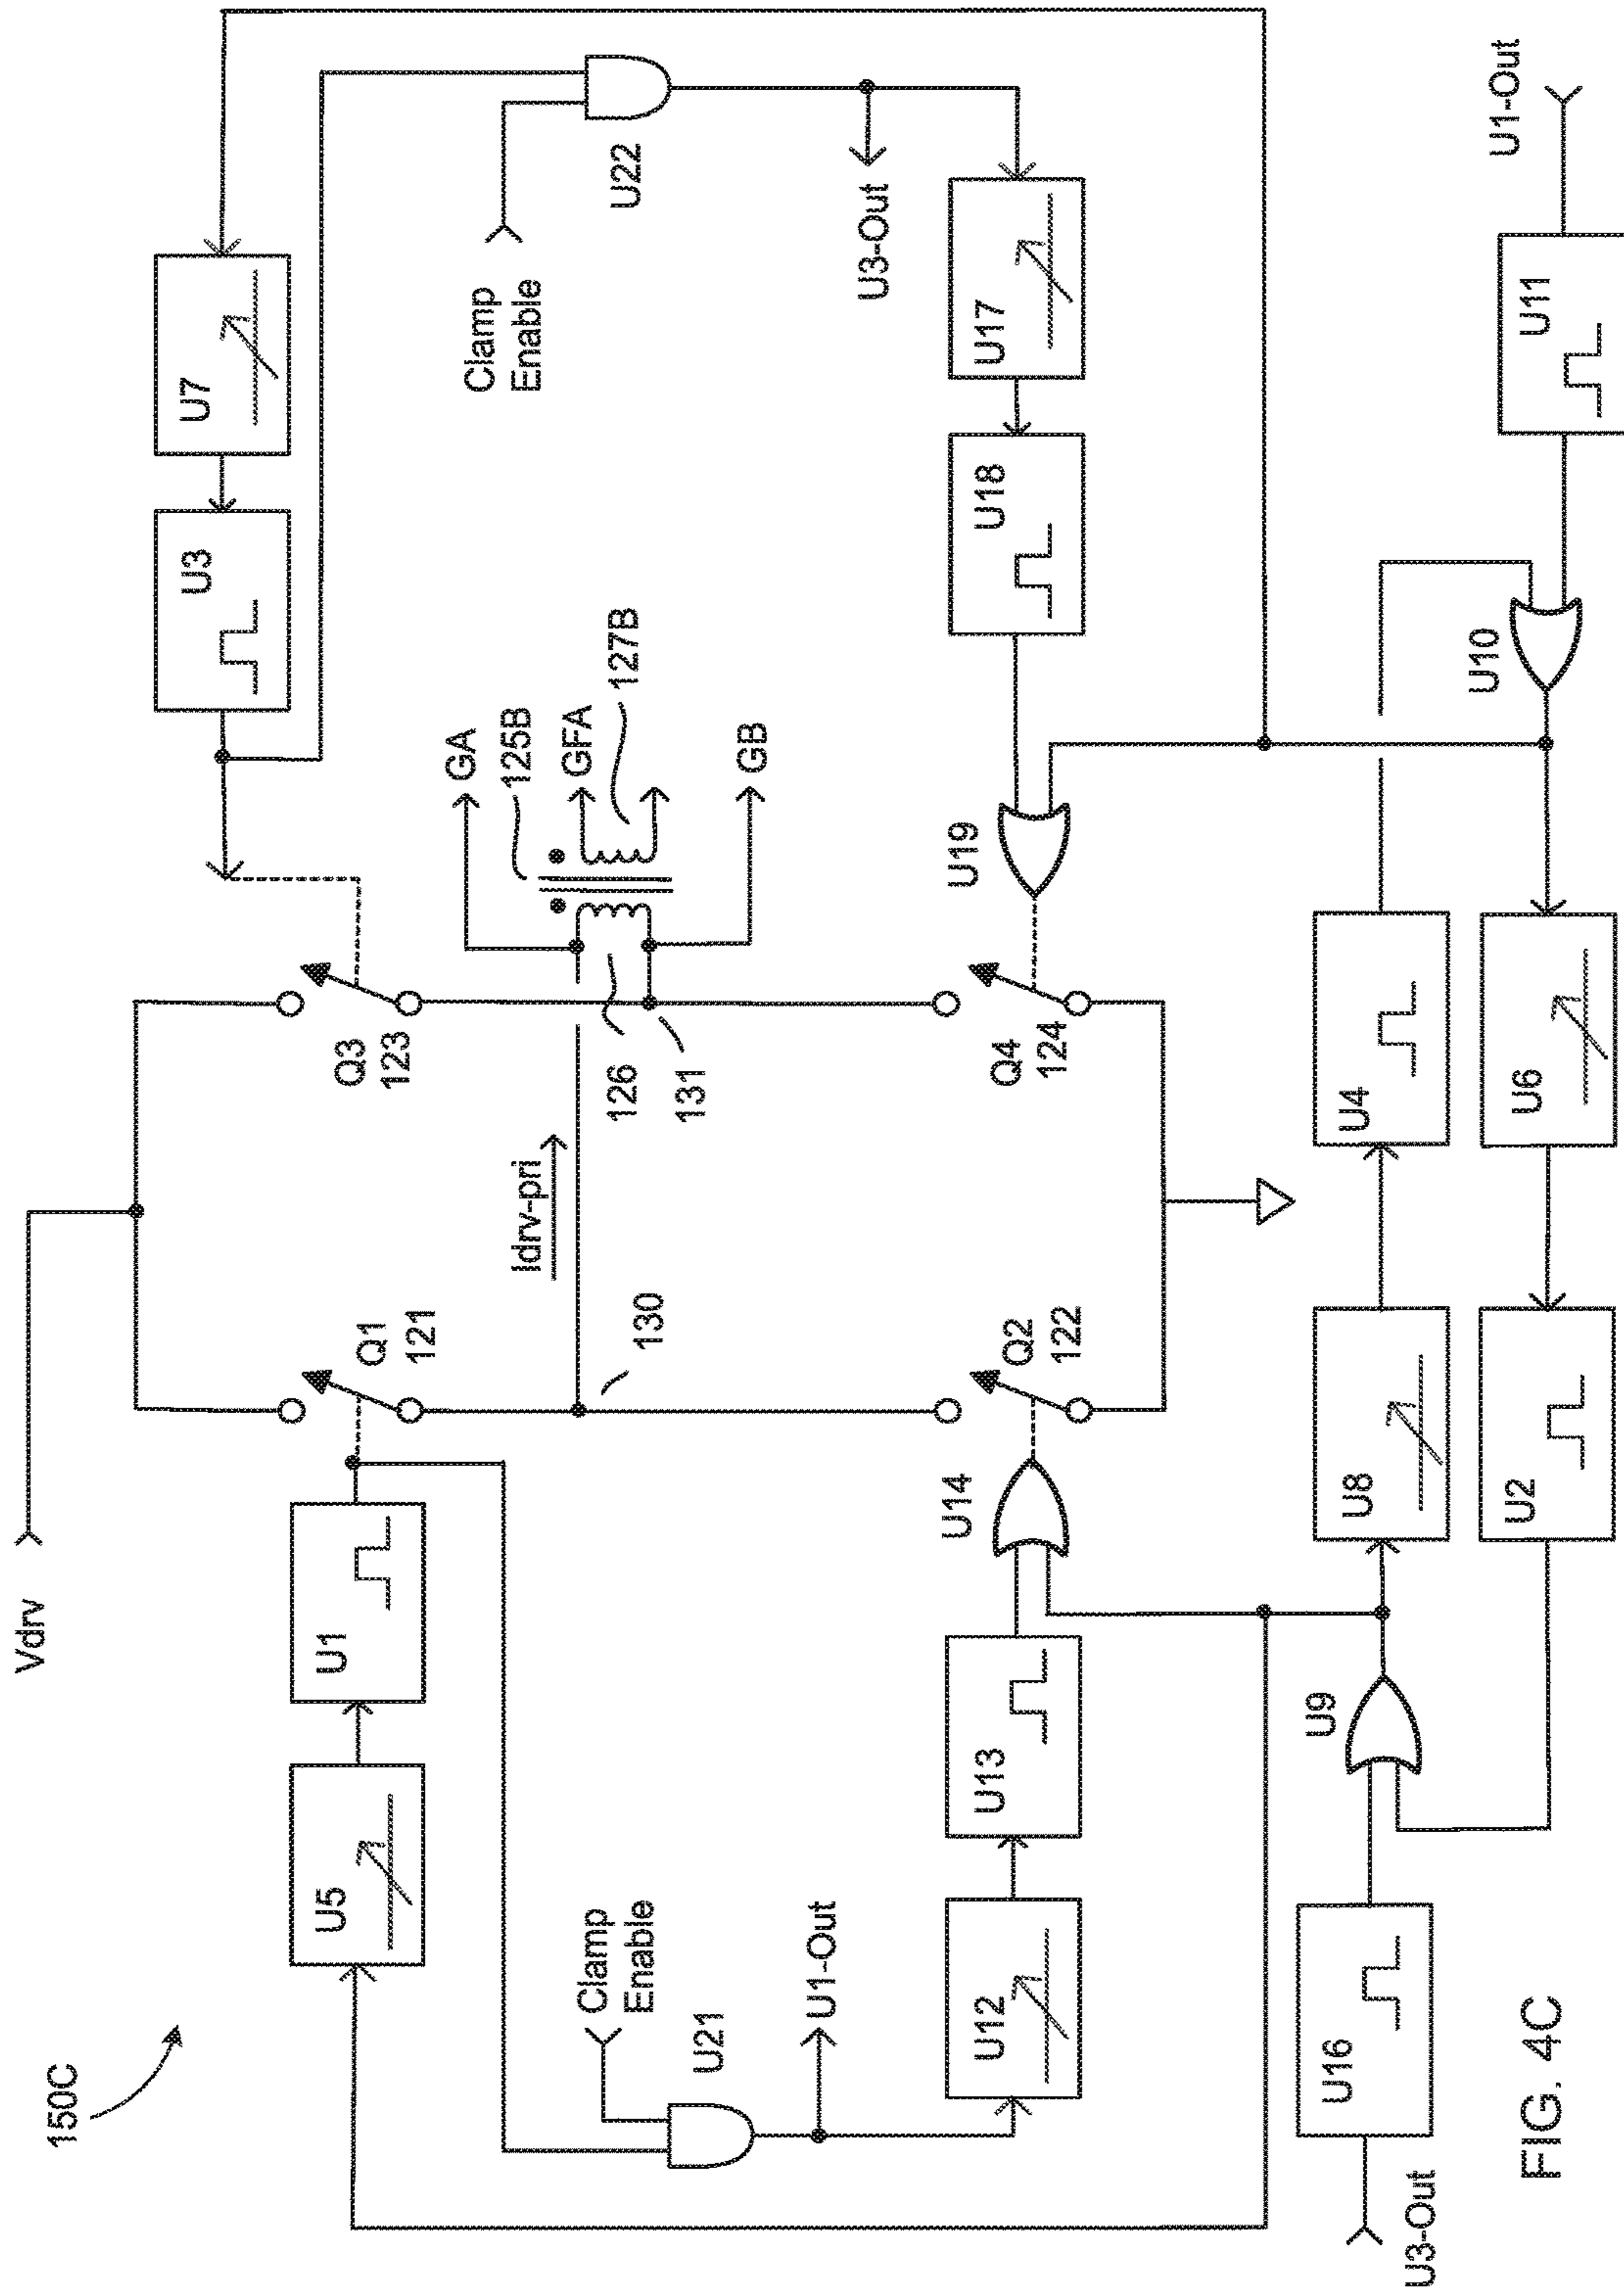 150C
Vdrv
U5
U1
Q1
121
Q3
123
U3
U7
Clamp
Enable
U21
U1-Out
130
Idrv-pri
126
131
GA
125B
GFA
127B
GB
Clamp
Enable
U22
U3-Out
U12
U13
U14
Q2
122
Q4
124
U19
U18
U17
U3-Out
U16
U9
U8
U4
U2
U6
U10
U11
U1-Out
FIG. 4C